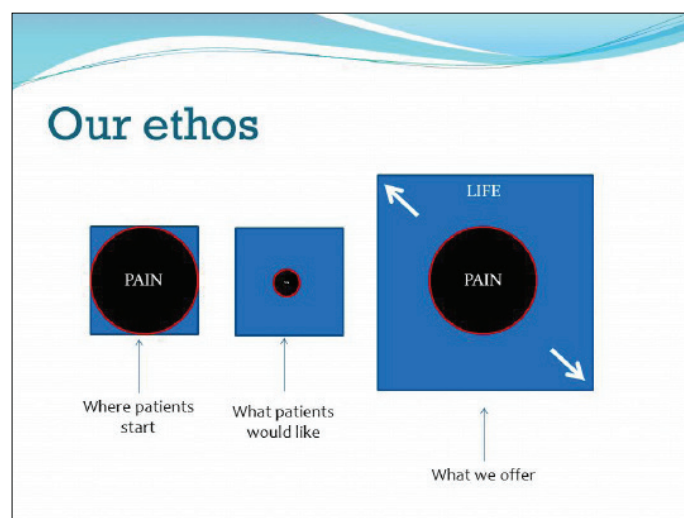 Our ethos
LIFE
PAIN
PAIN
Where patients
start
What patients
would like
What we offer